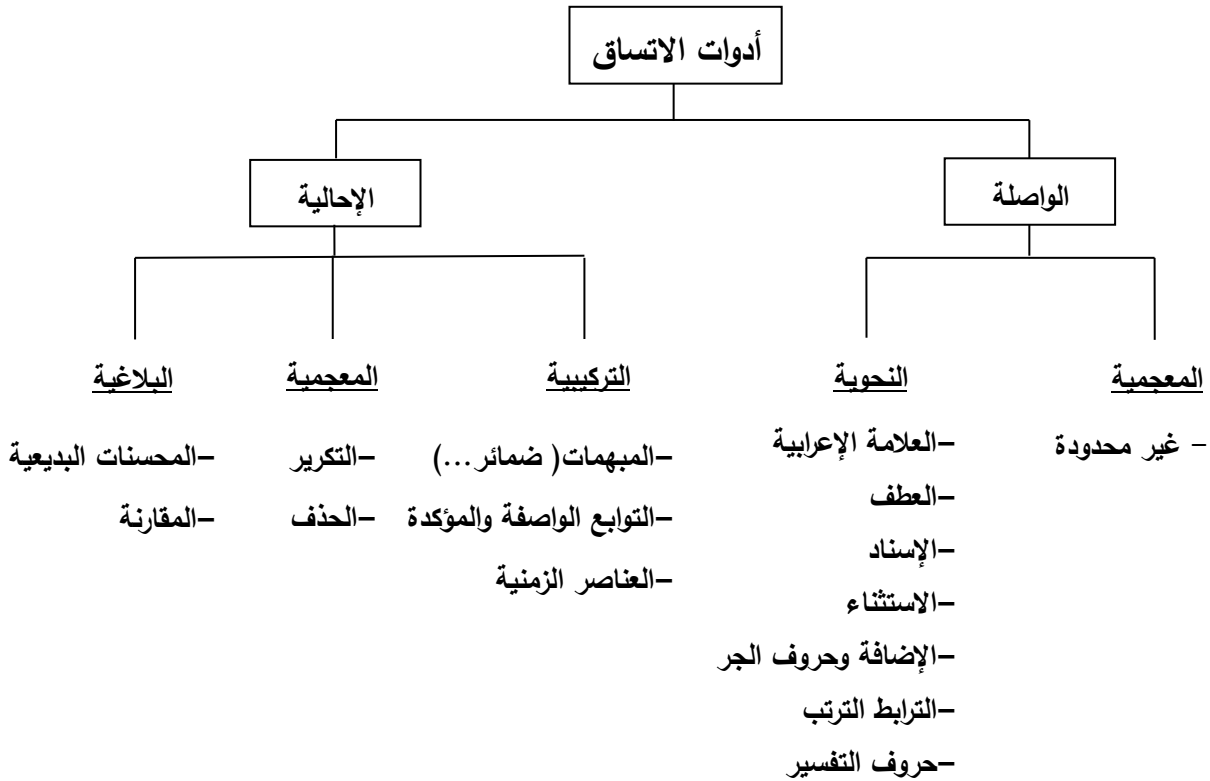 أدوات الاتساق
الواصلة
الإحالية
المعجمية
- غير محدودة
النحوية
-العلامة الإعرابية
-العطف
-الإسناد
-الاستثناء
-الإضافة وحروف الجر
-الترابط الترتب
-حروف التفسير
التركيبية
-المبهمات( ضمائر...)
-التوابع الواصفة والمؤكدة
-العناصر الزمنية
المعجمية
-التكرير
-الحذف
البلاغية
-المحسنات البديعية
-المقارنة